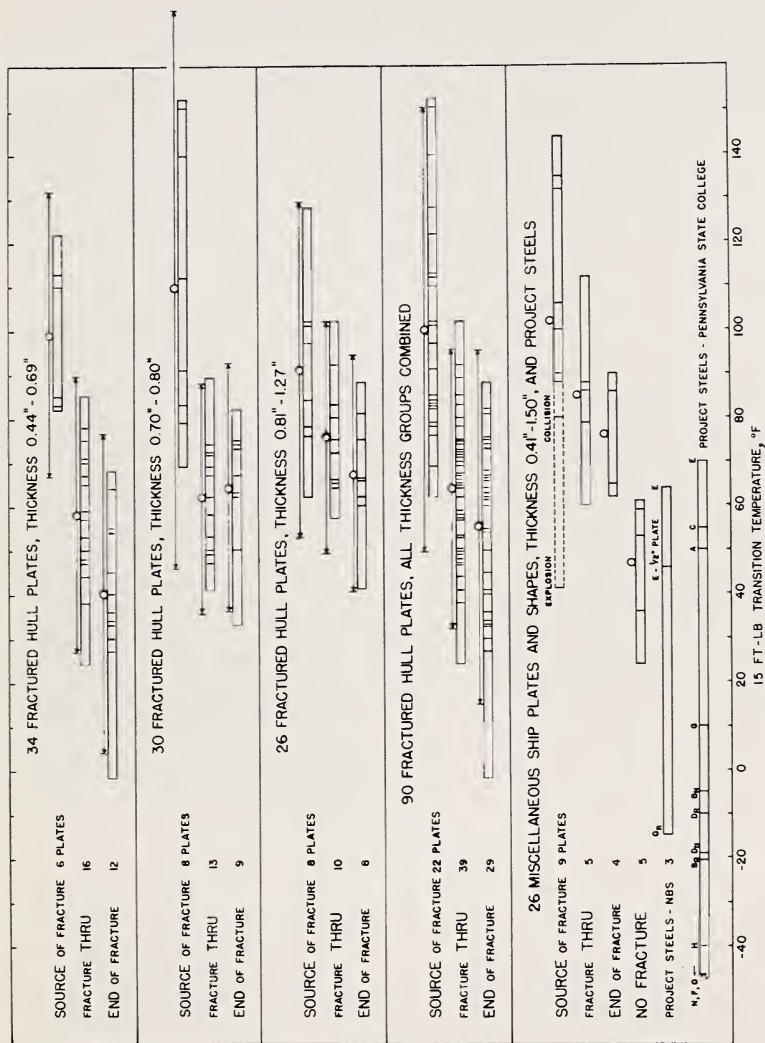 34 FRACTURED HULL PLATES, THICKNESS 0.44" - 0.69"
SOURCE OF FRACTURE 6 PLATES
FRACTURE THRU 16
END OF FRACTURE 12
30 FRACTURED HULL PLATES, THICKNESS 0.70" - 0.80"
SOURCE OF FRACTURE 8 PLATES
FRACTURE THRU 13
END OF FRACTURE 9
26 FRACTURED HULL PLATES, THICKNESS 0.81" - 1.27"
SOURCE OF FRACTURE 8 PLATES
FRACTURE THRU 10
END OF FRACTURE 8
90 FRACTURED HULL PLATES, ALL THICKNESS GROUPS COMBINED
SOURCE OF FRACTURE 22 PLATES
FRACTURE THRU 39
END OF FRACTURE 29
26 MISCELLANEOUS SHIP PLATES AND SHAPES, THICKNESS 0.41"-1.50", AND PROJECT STEELS
EXPLOSION COLLISION
SOURCE OF FRACTURE 9 PLATES
FRACTURE THRU 5
END OF FRACTURE 4
NO FRACTURE 5
E - 1/2" PLATE E
PROJECT STEELS - NBS 3
H A C E PROJECT STEELS - PENNSYLVANIA STATE COLLEGE
-40 -20 0 20 40 60 80 100 120 140
15 FT-LB TRANSITION TEMPERATURE, °F